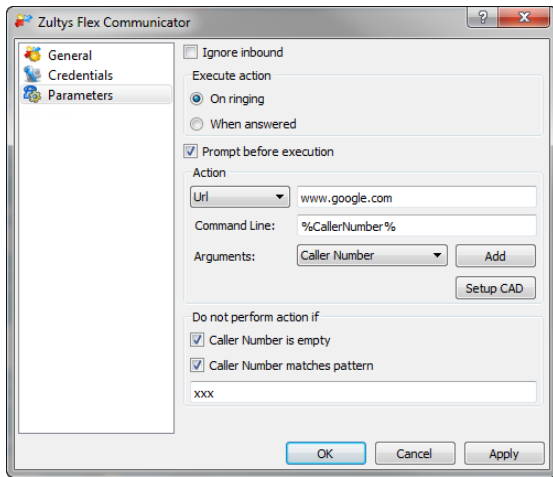 Zultys Flex Communicator
General
Credentials
Parameters
Ignore inbound
Execute action
On ringing
When answered
Prompt before execution
Action
Url www.google.com
Command Line: %CallerNumber%
Arguments: Caller Number Add
Setup CAD
Do not perform action if
Caller Number is empty
Caller Number matches pattern
xxx
OK Cancel Apply